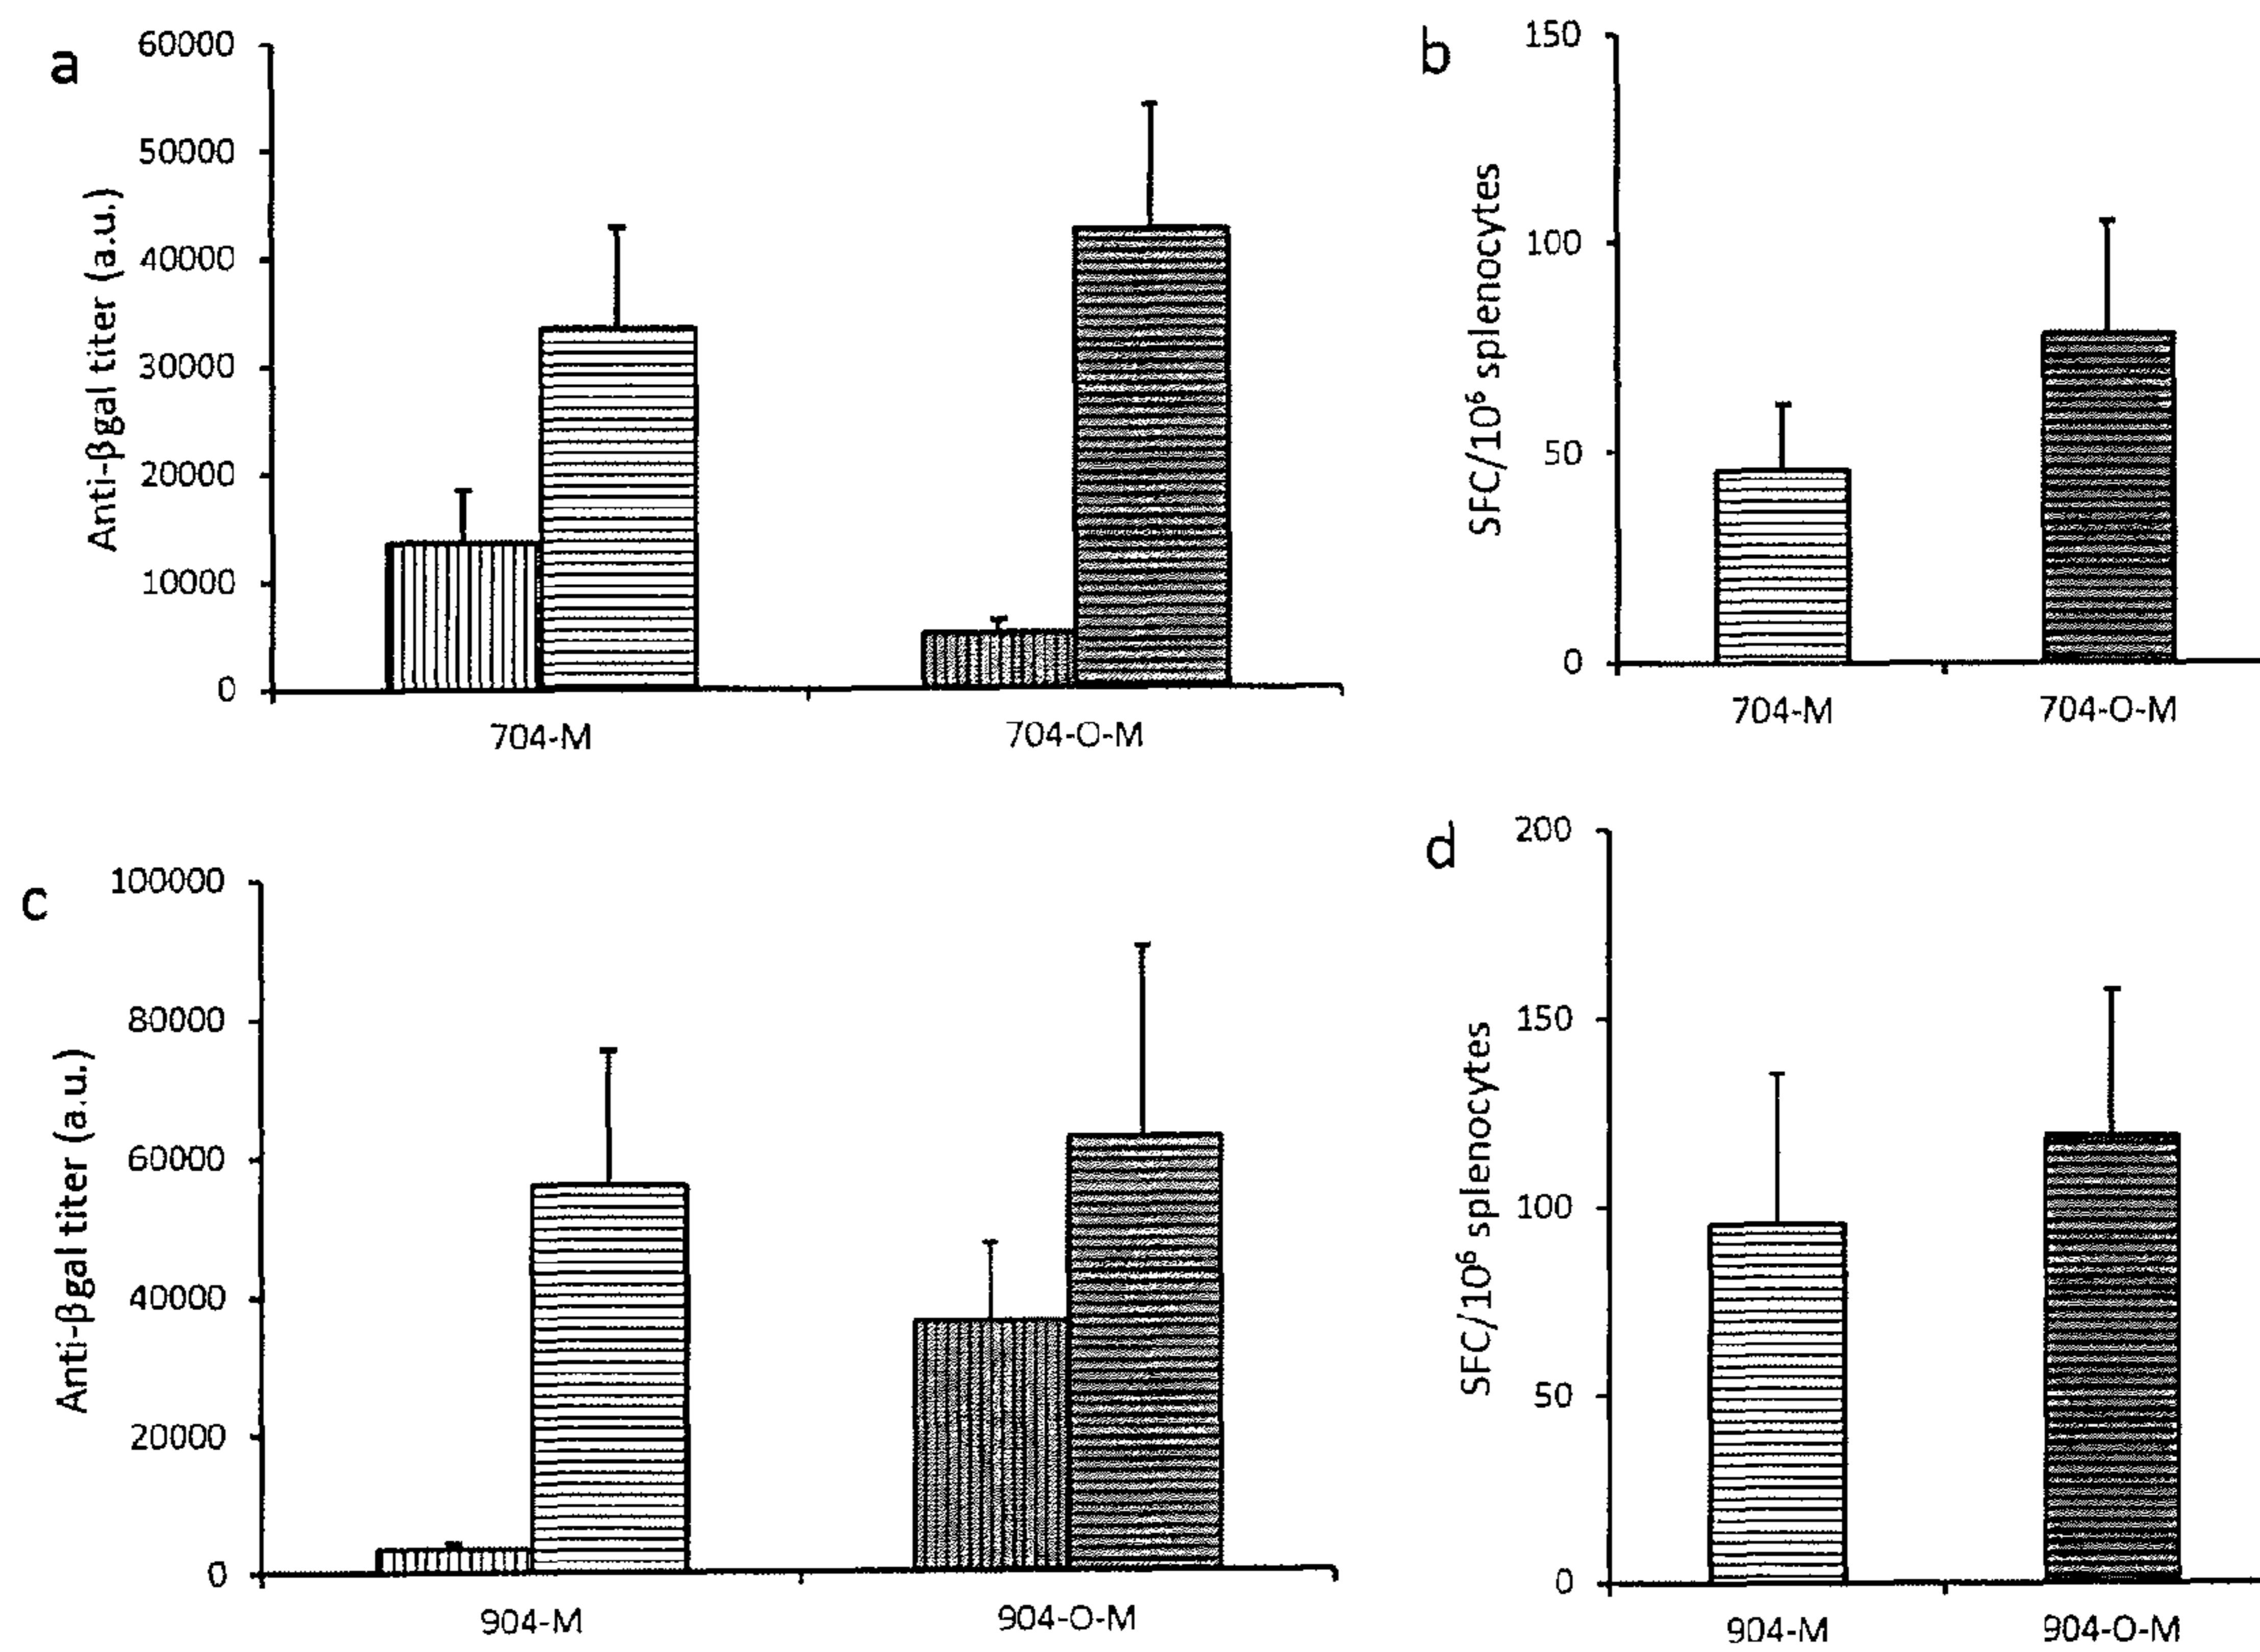 a
60000
50000
40000
30000
20000
10000
0
Anti-βgal titer (a.u.)
704-M
704-O-M
b
150
100
50
0
SFC/10⁶ splenocytes
704-M
704-O-M
c
100000
80000
60000
40000
20000
0
Anti-βgal titer (a.u.)
904-M
904-O-M
d
200
150
100
50
0
SFC/10⁶ splenocytes
904-M
904-O-M